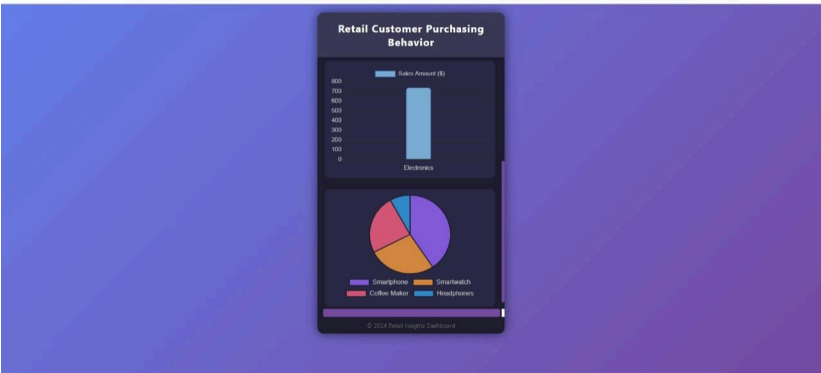 Retail Customer Purchasing
Behavior
Sales Amount ($)
800
700
600
500
400
300
200
100
0
Electronics
Smartphone
Smartwatch
Coffee Maker
Headphones
© 2024 Retail Insights Dashboard